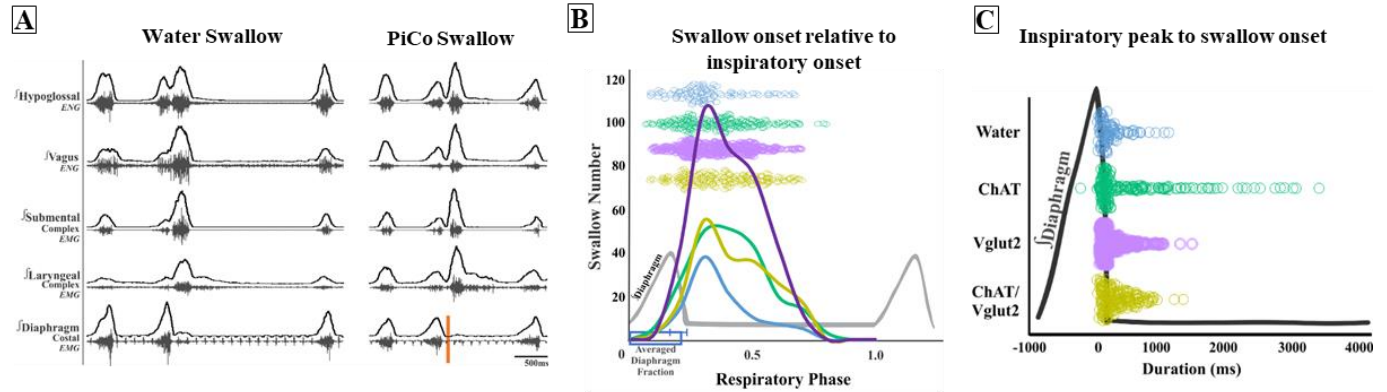 A
Water Swallow
PiCo Swallow
∫Hypoglossal
ENG
∫Vagus
ENG
∫Submental
Complex
EMG
∫Laryngeal
Complex
EMG
∫Diaphragm
Costal
EMG
500ms
B
Swallow onset relative to
inspiratory onset
Swallow Number
120
100
80
60
40
20
0
∫Diaphragm
Averaged
Diaphragm
Fraction
0.5
1.0
Respiratory Phase
C
Inspiratory peak to swallow onset
Water
ChAT
Vglut2
ChAT/
Vglut2
∫Diaphragm
-1000
0
1000
2000
3000
4000
Duration (ms)